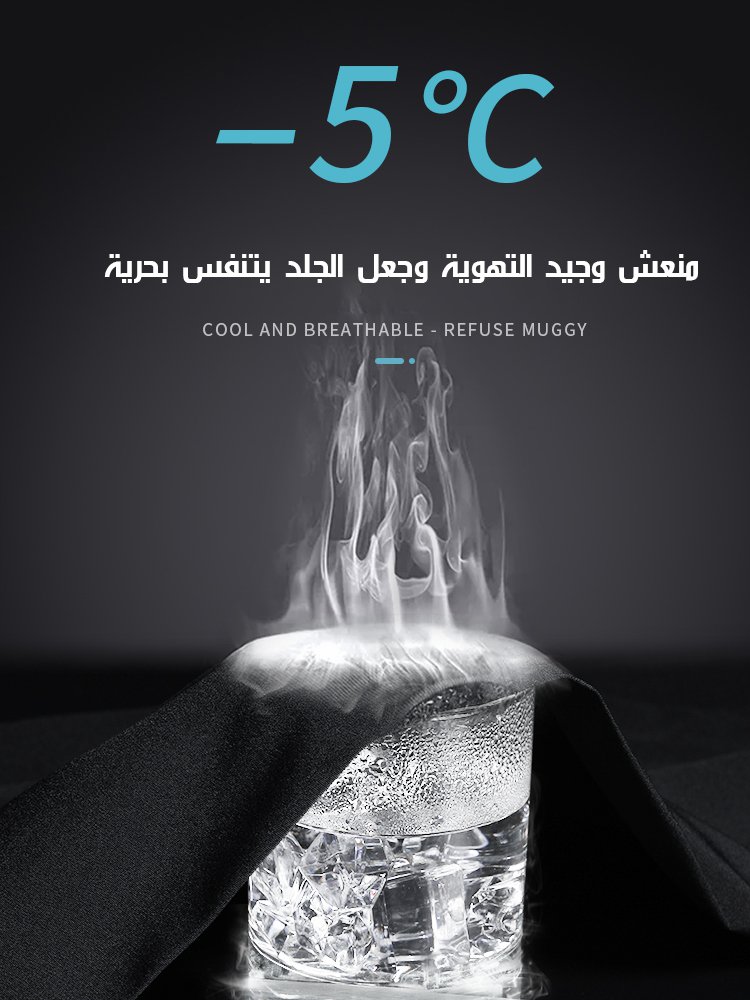 –5℃
منعش وجيد التهوية وجعل الجلد يتنفس بحرية
COOL AND BREATHABLE - REFUSE MUGGY